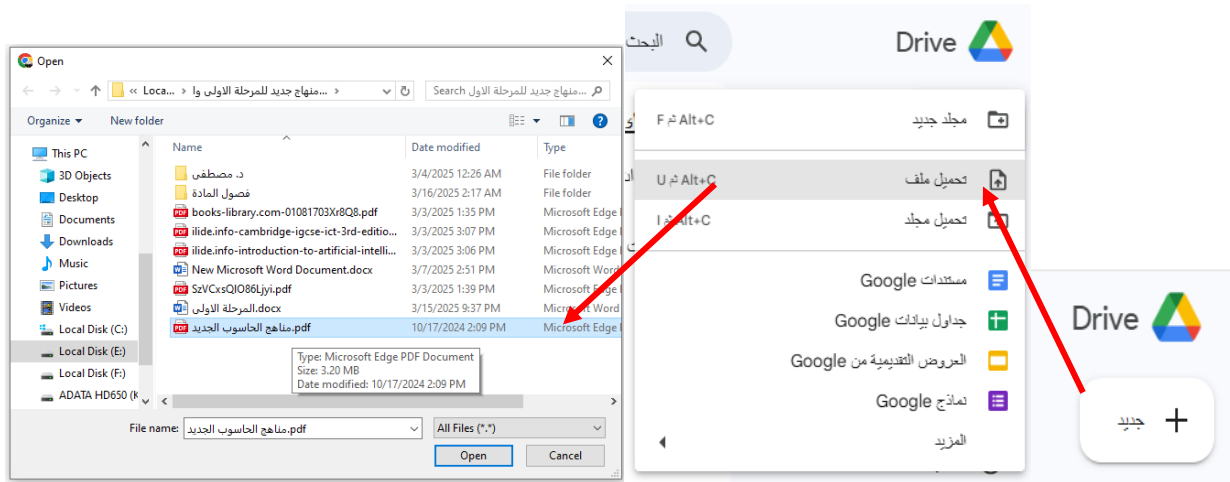 Open
Loca... › منهاج جديد للمرحلة الاولى وا... ›
Search منهاج جديد للمرحلة الاول...
Organize
New folder
This PC
3D Objects
Desktop
Documents
Downloads
Music
Pictures
Videos
Local Disk (C:)
Local Disk (E:)
Local Disk (F:)
ADATA HD650 (K
Name Date modified Type
د. مصطفى 3/4/2025 12:26 AM File folder
فصول المادة 3/16/2025 2:17 AM File folder
books-library.com-01081703Xr8Q8.pdf 3/3/2025 1:35 PM Microsoft Edge
ilide.info-cambridge-igcse-ict-3rd-editio... 3/3/2025 3:07 PM Microsoft Edge
ilide.info-introduction-to-artificial-intelli... 3/3/2025 3:06 PM Microsoft Edge
New Microsoft Word Document.docx 3/7/2025 2:51 PM Microsoft Word
SzVCxsQIO86Ljyi.pdf 3/3/2025 1:39 PM Microsoft Edge
المرحلة الاولى.docx 3/15/2025 9:37 PM Microsoft Word
مناهج الحاسوب الجديد.pdf 10/17/2024 2:09 PM Microsoft Edge
Type: Microsoft Edge PDF Document
Size: 3.20 MB
Date modified: 10/17/2024 2:09 PM
File name: مناهج الحاسوب الجديد.pdf
All Files (*.*)
Open
Cancel
Drive
البحث
مجلد جديد Alt+C ثم F
تحميل ملف Alt+C ثم U
تحميل مجلد Alt+C ثم I
مستندات Google
جداول بيانات Google
العروض التقديمية من Google
نماذج Google
المزيد
Drive
جديد